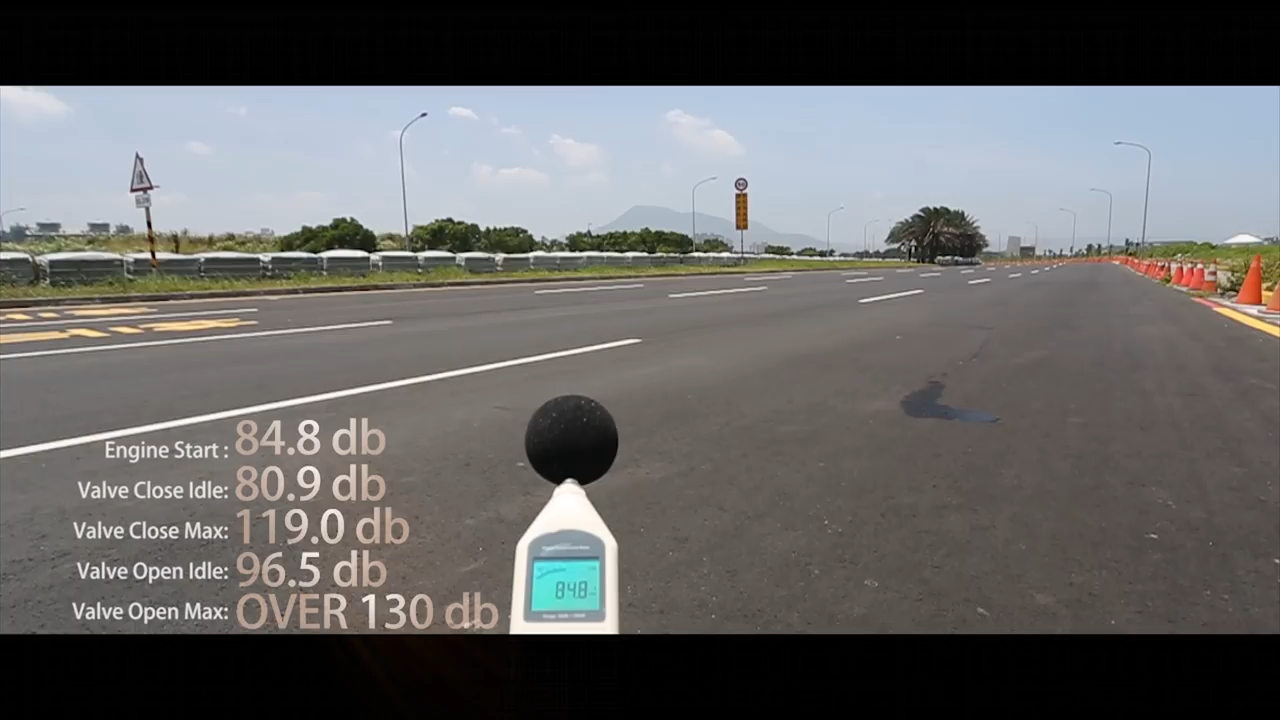 Engine Start : 84.8 db
Valve Close Idle: 80.9 db
Valve Close Max: 119.0 db
Valve Open Idle: 96.5 db
Valve Open Max: OVER 130 db
84.8